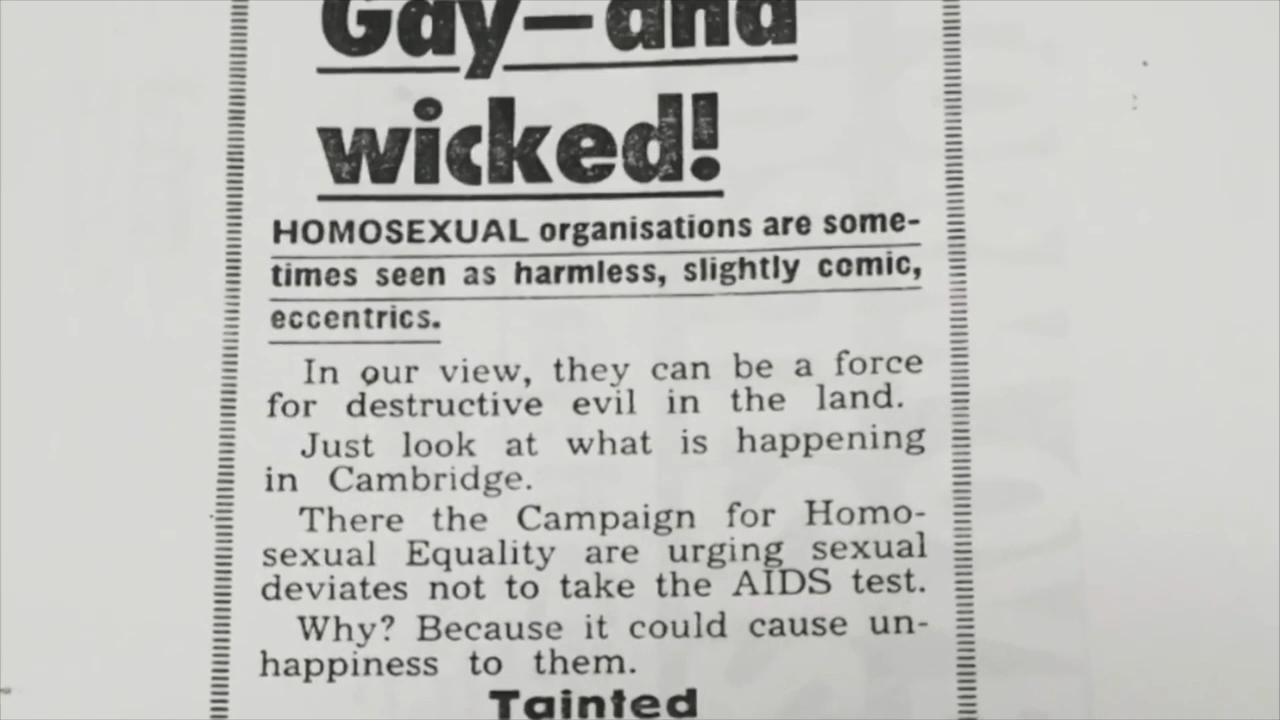 Gay—and
wicked!
HOMOSEXUAL organisations are some-
times seen as harmless, slightly comic,
eccentrics.
In our view, they can be a force
for destructive evil in the land.
Just look at what is happening
in Cambridge.
There the Campaign for Homo-
sexual Equality are urging sexual
deviates not to take the AIDS test.
Why? Because it could cause un-
happiness to them.
Tainted